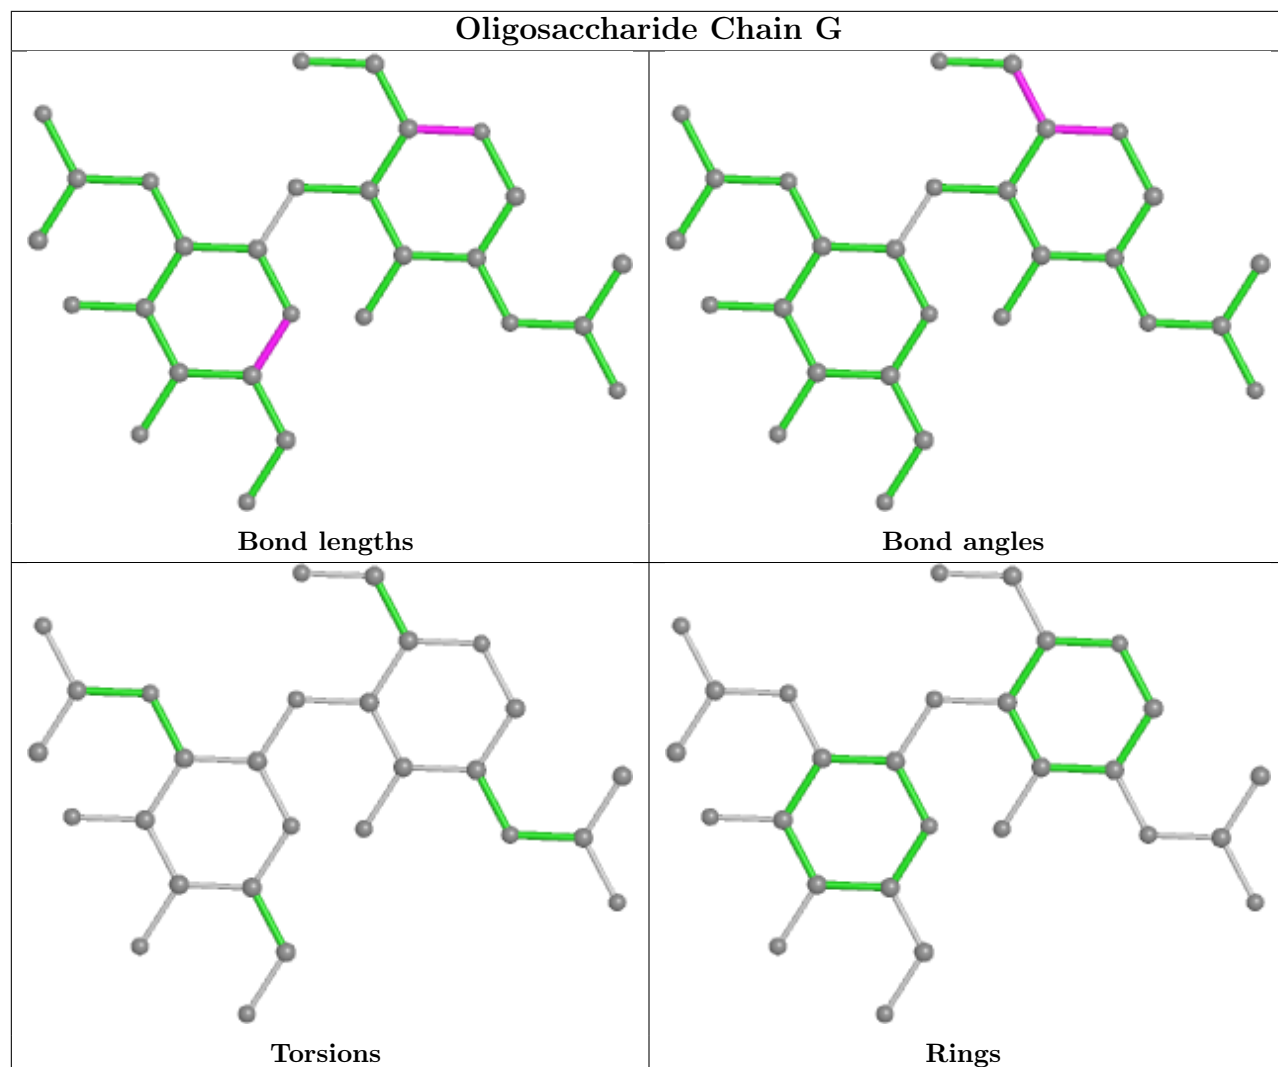 Oligosaccharide Chain G
Bond lengths
Bond angles
Torsions
Rings